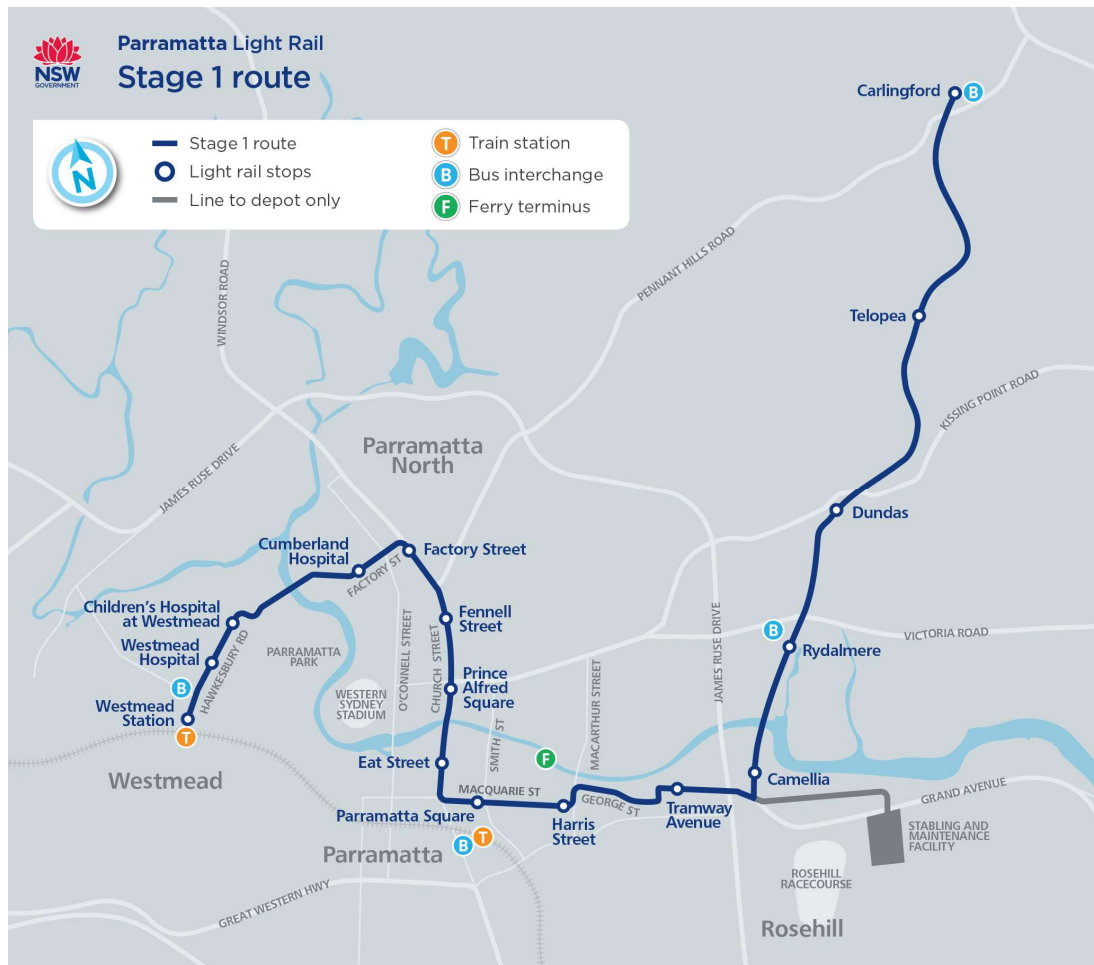 NSW
GOVERNMENT
Parramatta Light Rail
Stage 1 route
N
Stage 1 route
Light rail stops
Line to depot only
T Train station
B Bus interchange
F Ferry terminus
Carlingford
B
PENNANT HILLS ROAD
WINDSOR ROAD
Telopea
KISSING POINT ROAD
JAMES RUSE DRIVE
Parramatta
North
Dundas
Cumberland
Hospital
FACTORY ST
Factory Street
Children's Hospital
at Westmead
Fennell
Street
B
VICTORIA ROAD
Rydalmere
Westmead
Hospital
HAWKESBURY RD
PARRAMATTA
PARK
O'CONNELL STREET
CHURCH STREET
JAMES RUSE DRIVE
B
Westmead
Station
T
WESTERN
SYDNEY
STADIUM
Prince
Alfred
Square
MACARTHUR STREET
SMITH ST
Westmead
Eat Street
F
Camellia
MACQUARIE ST
GEORGE ST
GRAND AVENUE
Parramatta Square
Harris
Street
Tramway
Avenue
STABLING AND
MAINTENANCE
FACILITY
Parramatta
B
T
ROSEHILL
RACECOURSE
GREAT WESTERN HWY
Rosehill